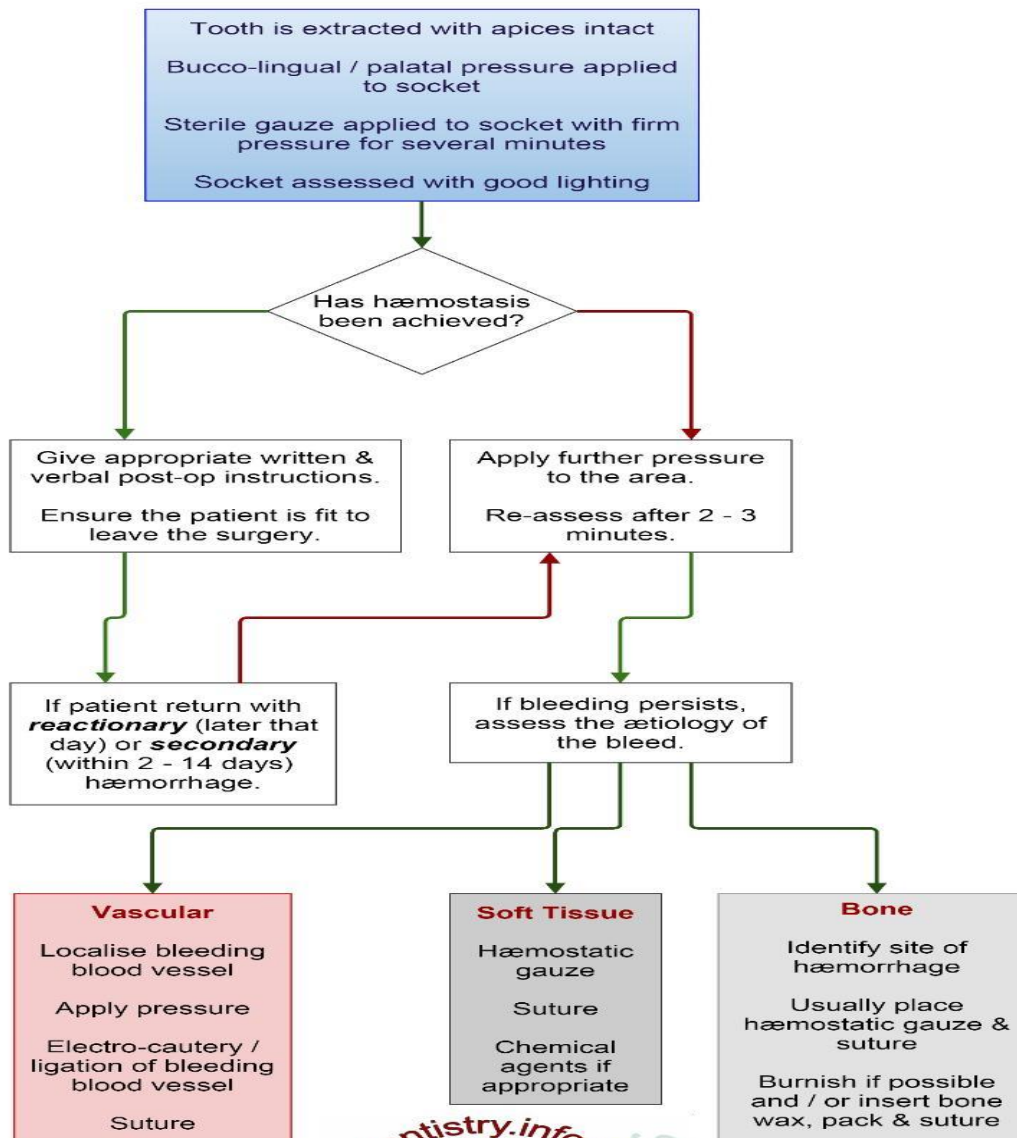 Tooth is extracted with apices intact
Bucco-lingual / palatal pressure applied
to socket
Sterile gauze applied to socket with firm
pressure for several minutes
Socket assessed with good lighting
Has hæmostasis
been achieved?
Give appropriate written &
verbal post-op instructions.
Ensure the patient is fit to
leave the surgery.
Apply further pressure
to the area.
Re-assess after 2 - 3
minutes.
If patient return with
reactionary (later that
day) or secondary
(within 2 - 14 days)
hæmorrhage.
If bleeding persists,
assess the ætiology of
the bleed.
Vascular
Localise bleeding
blood vessel
Apply pressure
Electro-cautery /
ligation of bleeding
blood vessel
Suture
Soft Tissue
Hæmostatic
gauze
Suture
Chemical
agents if
appropriate
Bone
Identify site of
hæmorrhage
Usually place
hæmostatic gauze &
suture
Burnish if possible
and / or insert bone
wax, pack & suture